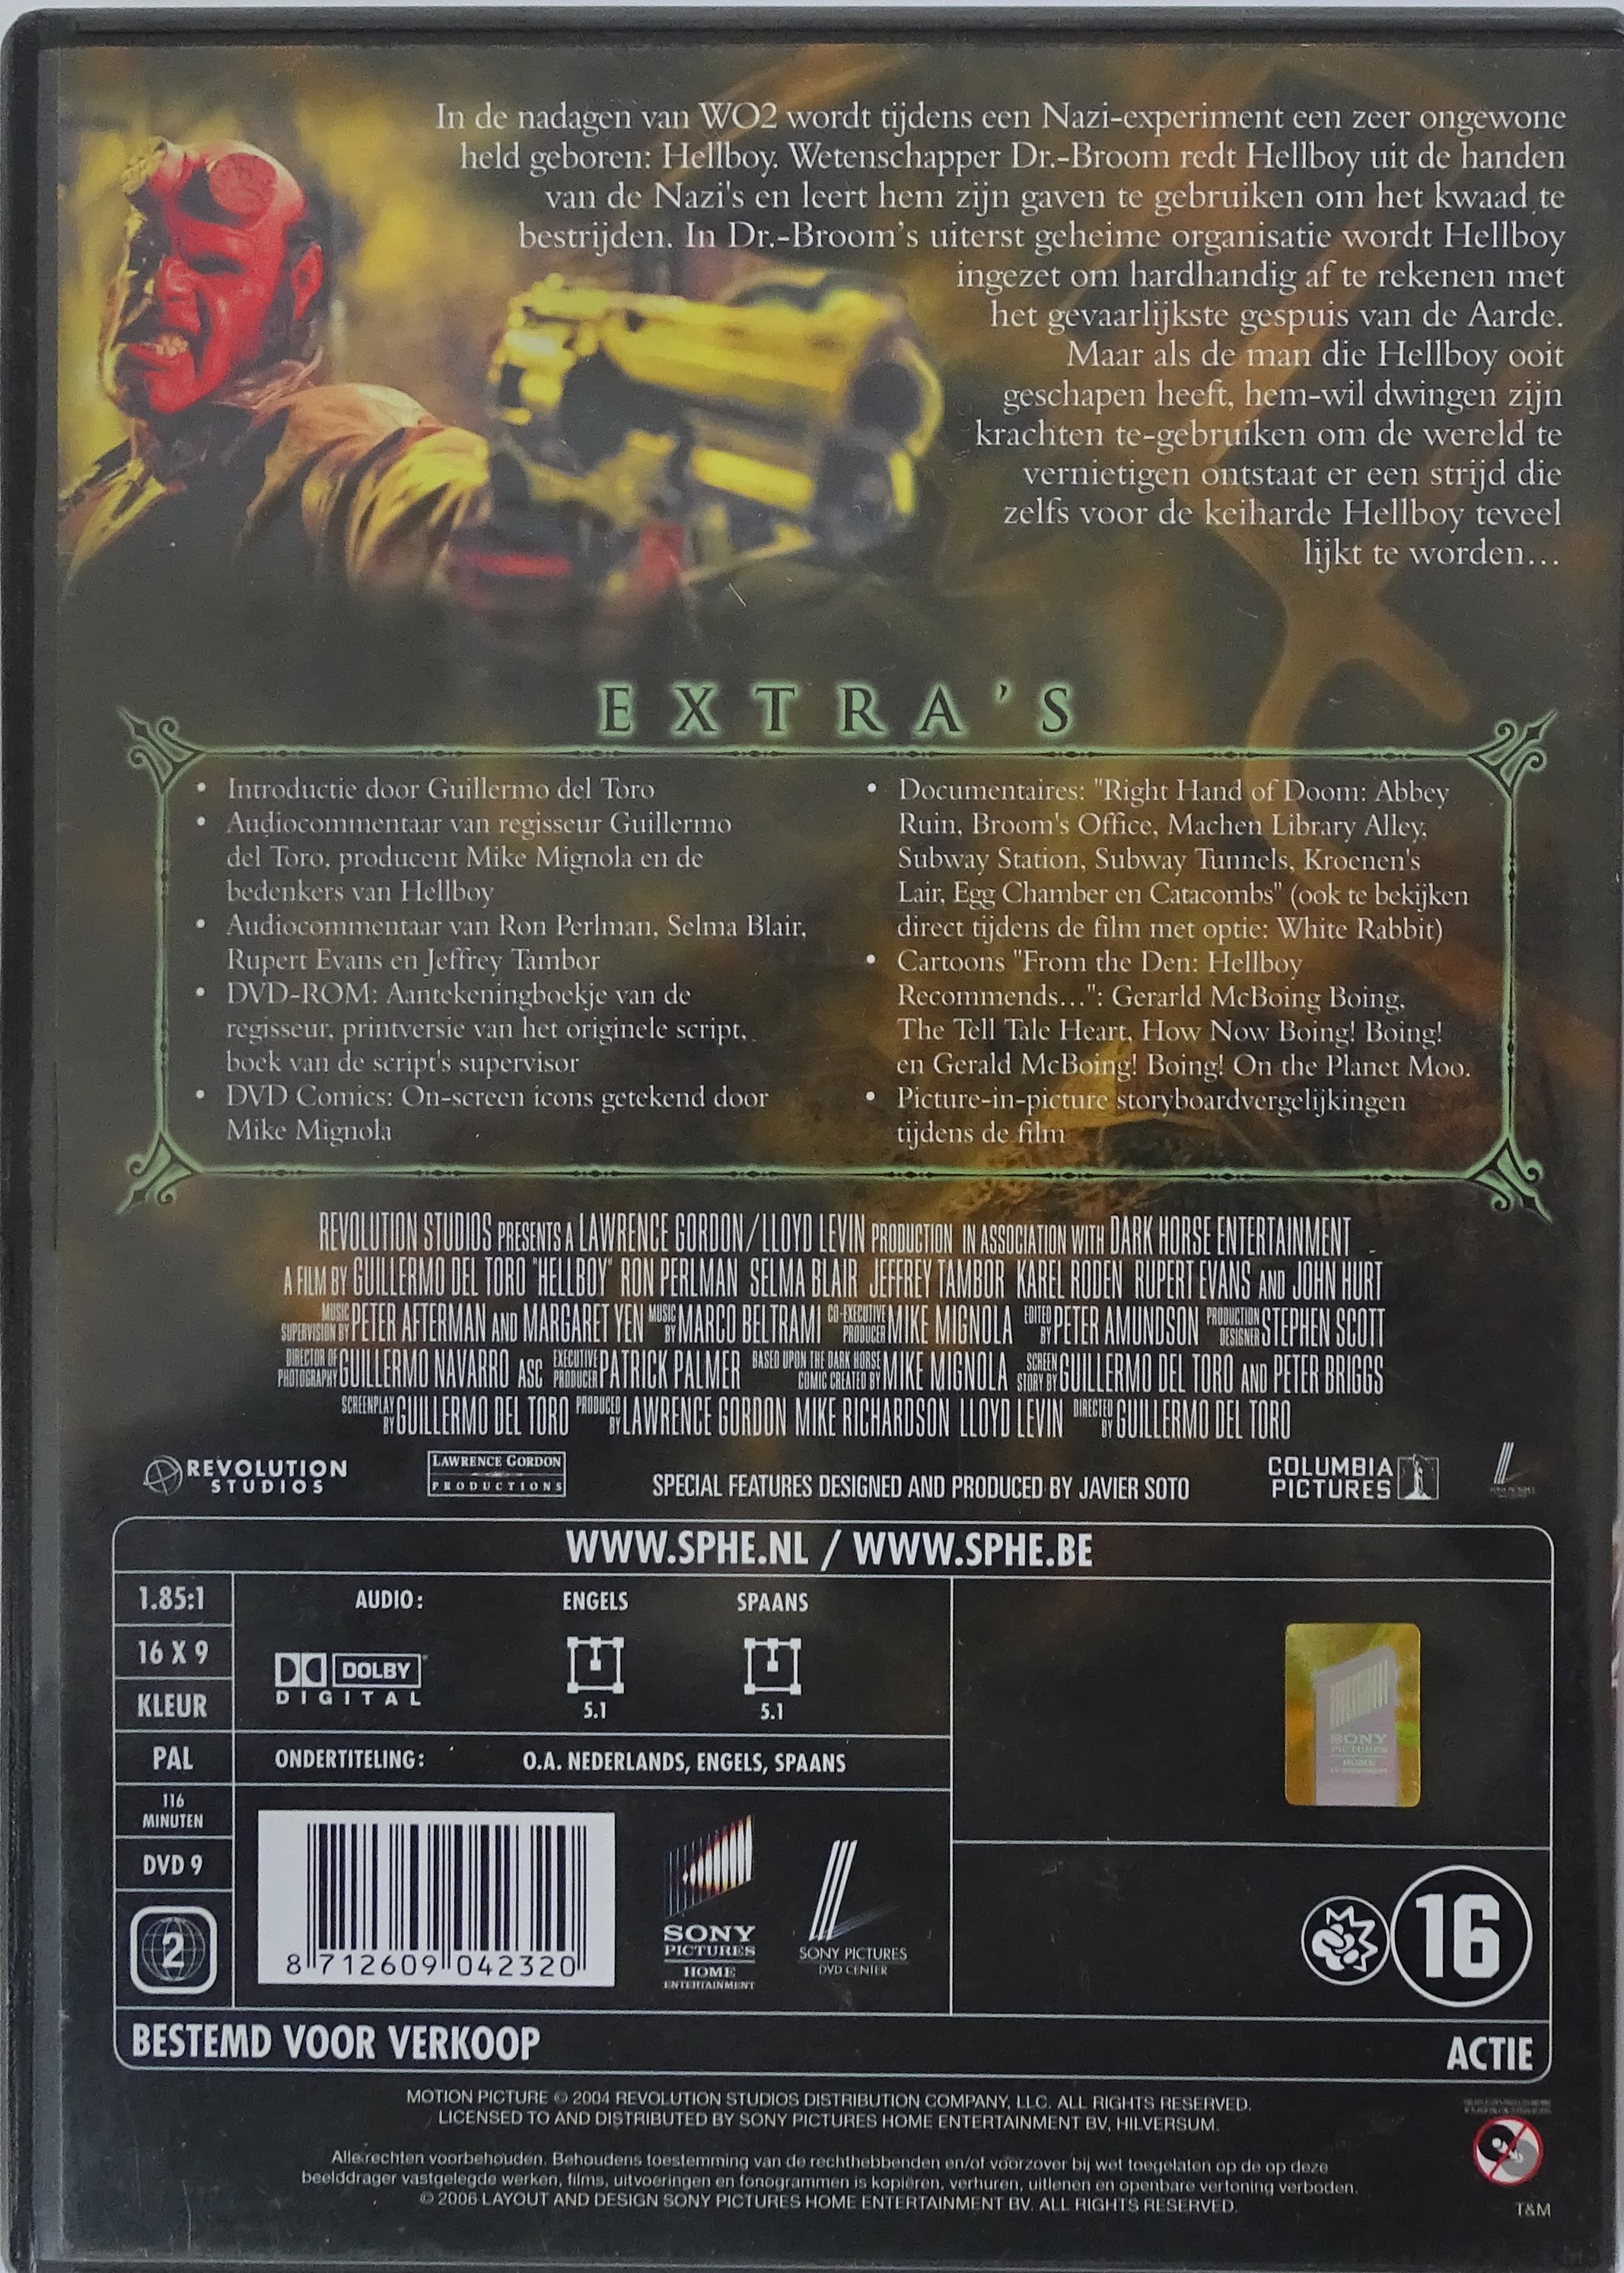 In de nadagen van WO2 wordt tijdens een Nazi-experiment een zeer ongewone
held geboren: Hellboy. Wetenschapper Dr.-Broom redt Hellboy uit de handen
van de Nazi's en leert hem zijn gaven te gebruiken om het kwaad te
bestrijden. In Dr.-Broom's uiterst geheime organisatie wordt Hellboy
ingezet om hardhandig af te rekenen met
het gevaarlijkste gespuis van de Aarde.
Maar als de man die Hellboy ooit
geschapen heeft, hem-wil dwingen zijn
krachten te-gebruiken om de wereld te
vernietigen ontstaat er een strijd die
zelfs voor de keiharde Hellboy teveel
lijkt te worden...
EXTRA'S
• Introductie door Guillermo del Toro
• Audiocommentaar van regisseur Guillermo
del Toro, producent Mike Mignola en de
bedenkers van Hellboy
• Audiocommentaar van Ron Perlman, Selma Blair,
Rupert Evans en Jeffrey Tambor
• DVD-ROM: Aantekeningboekje van de
regisseur, printversie van het originele script,
boek van de script's supervisor
• DVD Comics: On-screen icons getekend door
Mike Mignola
• Documentaires: "Right Hand of Doom: Abbey
Ruin, Broom's Office, Machen Library Alley,
Subway Station, Subway Tunnels, Kroenen's
Lair, Egg Chamber en Catacombs" (ook te bekijken
direct tijdens de film met optie: White Rabbit)
• Cartoons "From the Den: Hellboy
Recommends...": Gerarld McBoing Boing,
The Tell Tale Heart, How Now Boing! Boing!
en Gerald McBoing! Boing! On the Planet Moo.
• Picture-in-picture storyboardvergelijkingen
tijdens de film
REVOLUTION STUDIOS PRESENTS A LAWRENCE GORDON/LLOYD LEVIN PRODUCTION IN ASSOCIATION WITH DARK HORSE ENTERTAINMENT
A FILM BY GUILLERMO DEL TORO "HELLBOY" RON PERLMAN SELMA BLAIR JEFFREY TAMBOR KAREL RODEN RUPERT EVANS AND JOHN HURT
MUSIC SUPERVISION BY PETER AFTERMAN AND MARGARET YEN MUSIC BY MARCO BELTRAMI CO-EXECUTIVE PRODUCER MIKE MIGNOLA EDITED BY PETER AMUNDSON PRODUCTION DESIGNER STEPHEN SCOTT
DIRECTOR OF PHOTOGRAPHY GUILLERMO NAVARRO ASC EXECUTIVE PRODUCER PATRICK PALMER BASED UPON THE DARK HORSE COMIC CREATED BY MIKE MIGNOLA SCREEN STORY BY GUILLERMO DEL TORO AND PETER BRIGGS
SCREENPLAY BY GUILLERMO DEL TORO PRODUCED BY LAWRENCE GORDON MIKE RICHARDSON LLOYD LEVIN DIRECTED BY GUILLERMO DEL TORO
REVOLUTION
STUDIOS
LAWRENCE GORDON
PRODUCTIONS
SPECIAL FEATURES DESIGNED AND PRODUCED BY JAVIER SOTO
COLUMBIA
PICTURES
WWW.SPHE.NL / WWW.SPHE.BE
1.85:1
16 X 9
KLEUR
PAL
116
MINUTEN
DVD 9
2
AUDIO: ENGELS SPAANS
DOLBY
DIGITAL
5.1 5.1
ONDERTITELING: O.A. NEDERLANDS, ENGELS, SPAANS
8 712609 042320
SONY
PICTURES
HOME
ENTERTAINMENT
SONY PICTURES
DVD CENTER
SONY
PICTURES
HOME
16
BESTEMD VOOR VERKOOP
ACTIE
MOTION PICTURE © 2004 REVOLUTION STUDIOS DISTRIBUTION COMPANY, LLC. ALL RIGHTS RESERVED.
LICENSED TO AND DISTRIBUTED BY SONY PICTURES HOME ENTERTAINMENT BV, HILVERSUM.
Alle rechten voorbehouden. Behoudens toestemming van de rechthebbenden en/of voorzover bij wet toegelaten op de op deze
beelddrager vastgelegde werken, films, uitvoeringen en fonogrammen is kopiëren, verhuren, uitlenen en openbare vertoning verboden.
© 2006 LAYOUT AND DESIGN SONY PICTURES HOME ENTERTAINMENT BV. ALL RIGHTS RESERVED.
T&M